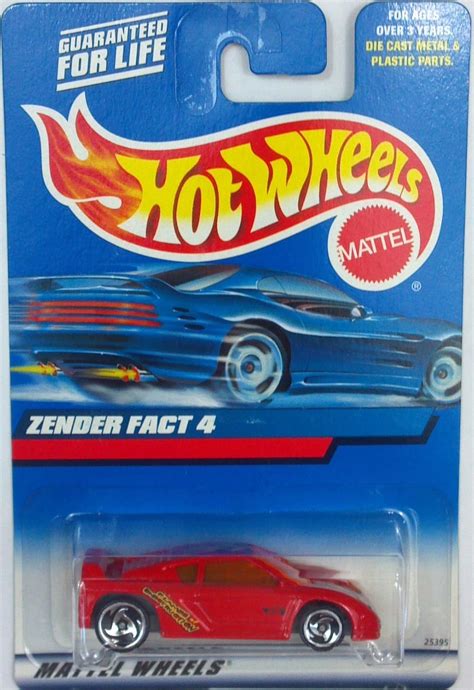 GUARANTEED
FOR LIFE
FOR AGES
OVER 3 YEARS.
DIE CAST METAL &
PLASTIC PARTS.
Hot Wheels
MATTEL
®
ZENDER FACT 4
25395
MATTEL WHEELS®